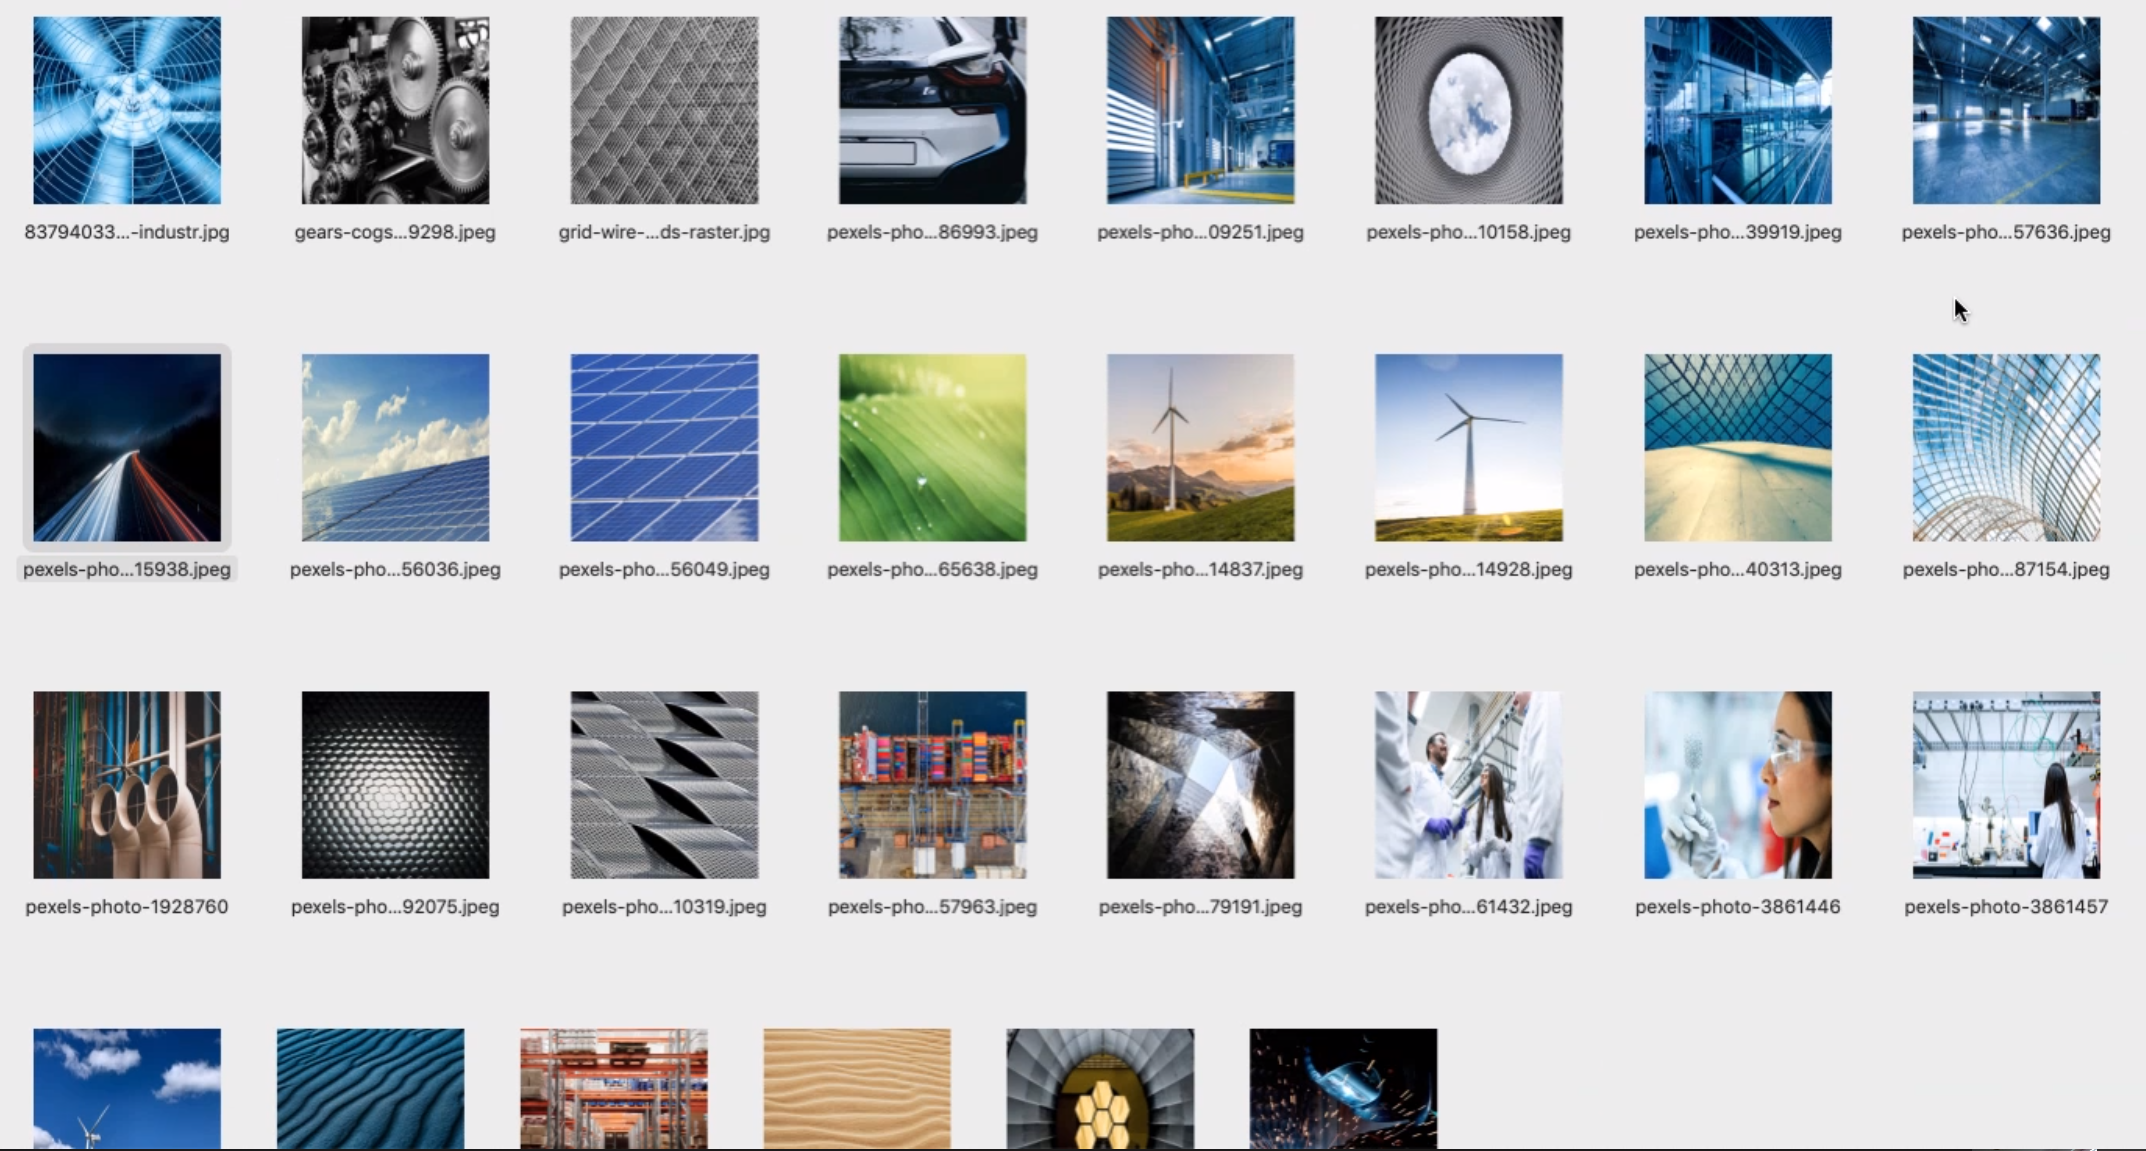 83794033...-industr.jpg
gears-cogs...9298.jpeg
grid-wire-...ds-raster.jpg
pexels-pho...86993.jpeg
pexels-pho...09251.jpeg
pexels-pho...10158.jpeg
pexels-pho...39919.jpeg
pexels-pho...57636.jpeg
pexels-pho...15938.jpeg
pexels-pho...56036.jpeg
pexels-pho...56049.jpeg
pexels-pho...65638.jpeg
pexels-pho...14837.jpeg
pexels-pho...14928.jpeg
pexels-pho...40313.jpeg
pexels-pho...87154.jpeg
pexels-photo-1928760
pexels-pho...92075.jpeg
pexels-pho...10319.jpeg
pexels-pho...57963.jpeg
pexels-pho...79191.jpeg
pexels-pho...61432.jpeg
pexels-photo-3861446
pexels-photo-3861457